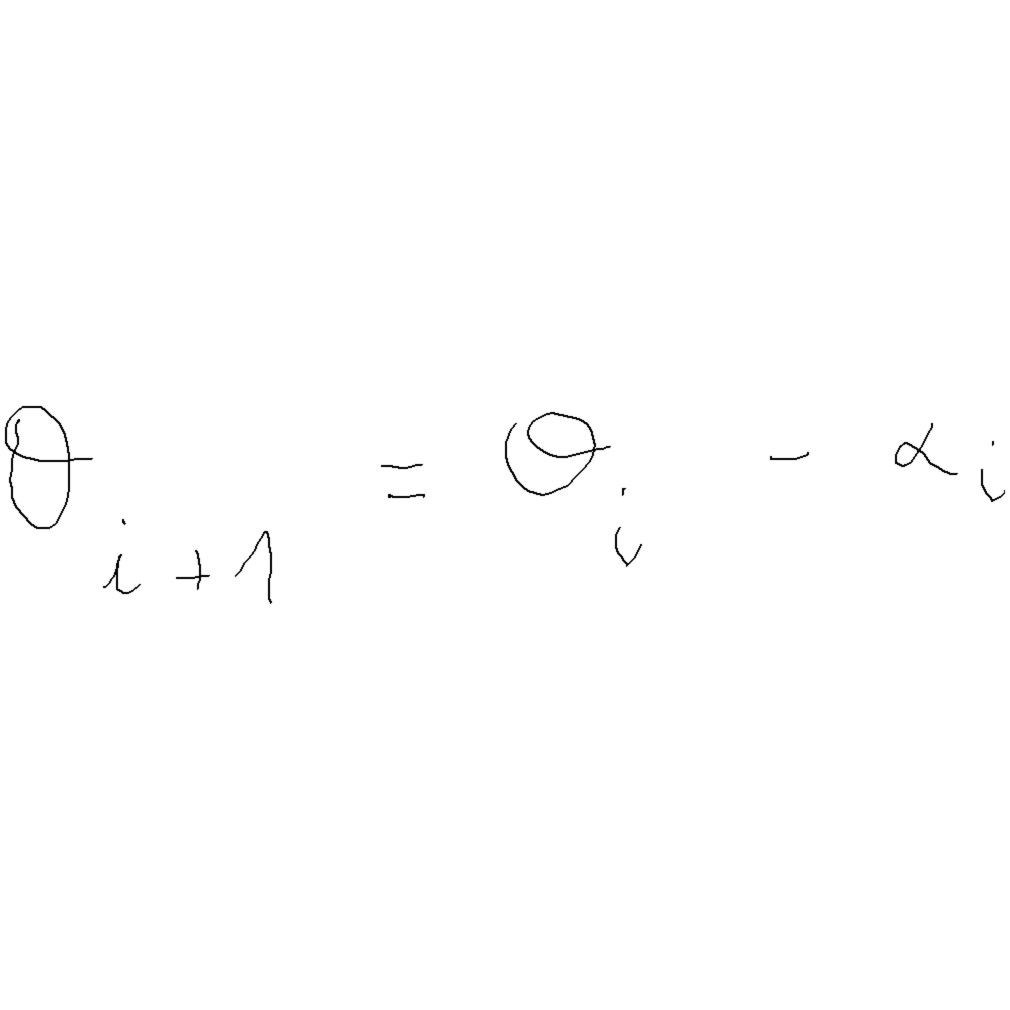 θ_{i+1} = θ_i - α_i